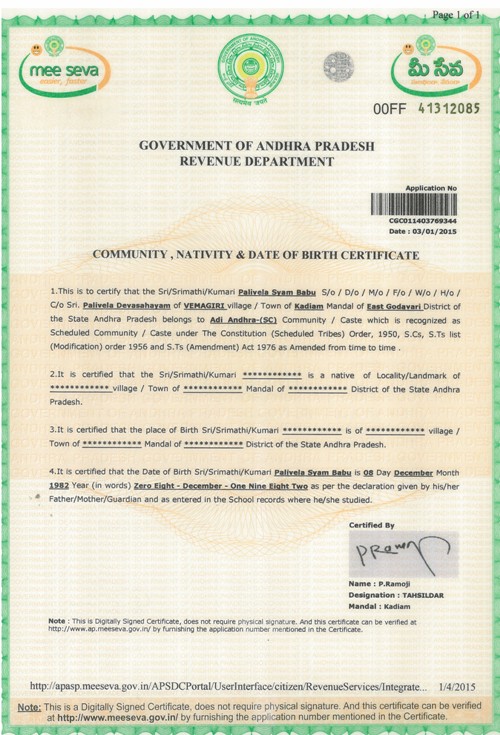 Page 1 of 1
mee seva
easier, faster
మీ సేవ
00FF 41312085
GOVERNMENT OF ANDHRA PRADESH
REVENUE DEPARTMENT
Application No
CGC011403769344
Date : 03/01/2015
COMMUNITY , NATIVITY & DATE OF BIRTH CERTIFICATE
1.This is to certify that the Sri/Srimathi/Kumari Palivela Syam Babu S/o / D/o / M/o / F/o / W/o / H/o /
C/o Sri. Palivela Devasahayam of VEMAGIRI village / Town of Kadiam Mandal of East Godavari District of
the State Andhra Pradesh belongs to Adi Andhra-(SC) Community / Caste which is recognized as
Scheduled Community / Caste under The Constitution (Scheduled Tribes) Order, 1950, S.Cs, S.Ts list
(Modification) order 1956 and S.Ts (Amendment) Act 1976 as Amended from time to time .
2.It is certified that the Sri/Srimathi/Kumari ************ is a native of Locality/Landmark of
************ village / Town of ************ Mandal of ************ District of the State Andhra
Pradesh.
3.It is certified that the place of Birth Sri/Srimathi/Kumari ************ is of ************ village /
Town of ************ Mandal of ************ District of the State Andhra Pradesh.
4.It is certified that the Date of Birth Sri/Srimathi/Kumari Palivela Syam Babu is 08 Day December Month
1982 Year (in words) Zero Eight - December - One Nine Eight Two as per the declaration given by his/her
Father/Mother/Guardian and as entered in the School records where he/she studied.
Certified By
Name : P.Ramoji
Designation : TAHSILDAR
Mandal : Kadiam
Note : This is Digitally Signed Certificate, does not require physical signature. And this certificate can be verified at
http://www.ap.meeseva.gov.in/ by furnishing the application number mentioned in the Certificate.
http://apasp.meeseva.gov.in/APSDCPortal/UserInterface/citizen/RevenueServices/Integrate... 1/4/2015
Note: This is a Digitally Signed Certificate, does not require physical signature. And this certificate can be verified
at http://www.meeseva.gov.in/ by furnishing the application number mentioned in the Certificate.